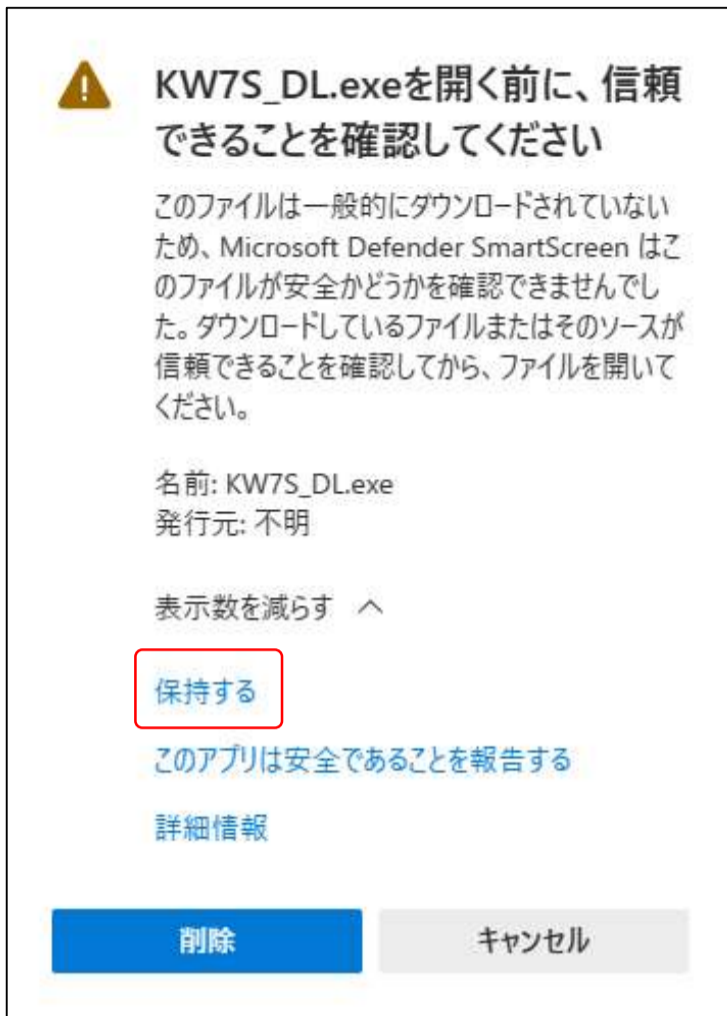 KW7S_DL.exeを開く前に、信頼
できることを確認してください
このファイルは一般的にダウンロードされていない
ため、Microsoft Defender SmartScreen はこ
のファイルが安全かどうかを確認できませんでし
た。ダウンロードしているファイルまたはそのソースが
信頼できることを確認してから、ファイルを開いて
ください。
名前: KW7S_DL.exe
発行元: 不明
表示数を減らす
保持する
このアプリは安全であることを報告する
詳細情報
削除
キャンセル